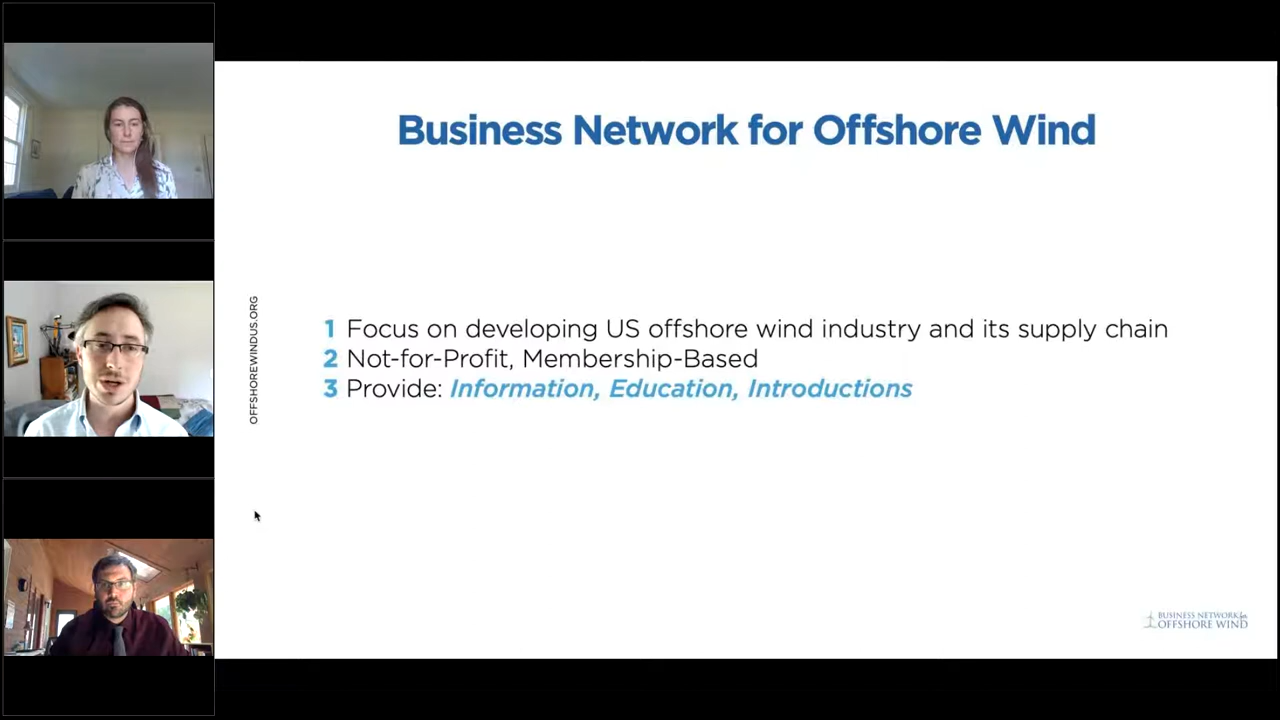 Business Network for Offshore Wind
OFFSHOREWINDUS.ORG
1 Focus on developing US offshore wind industry and its supply chain
2 Not-for-Profit, Membership-Based
3 Provide: Information, Education, Introductions
BUSINESS NETWORK for
OFFSHORE WIND